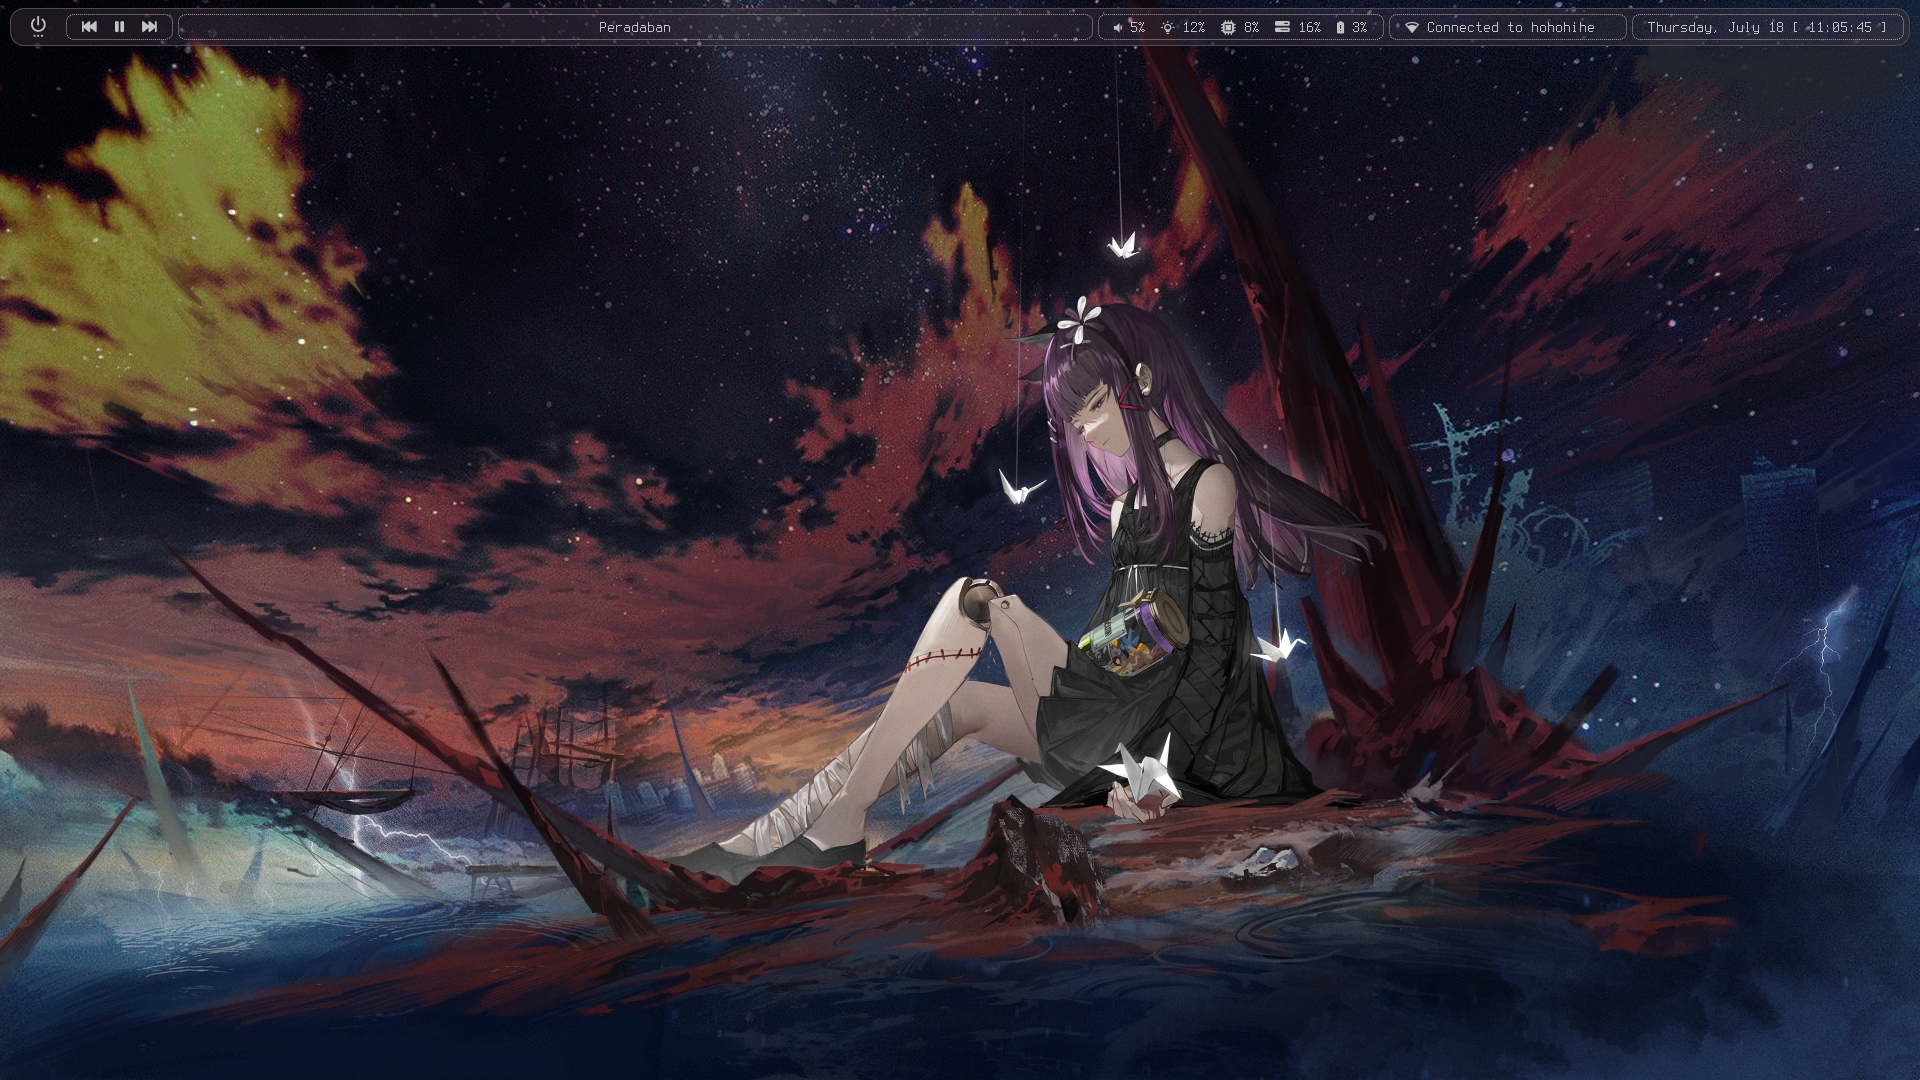 Peradaban
5% 12% 8% 16% 3%
Connected to hohohihe
Thursday, July 18 [ 11:05:45 ]